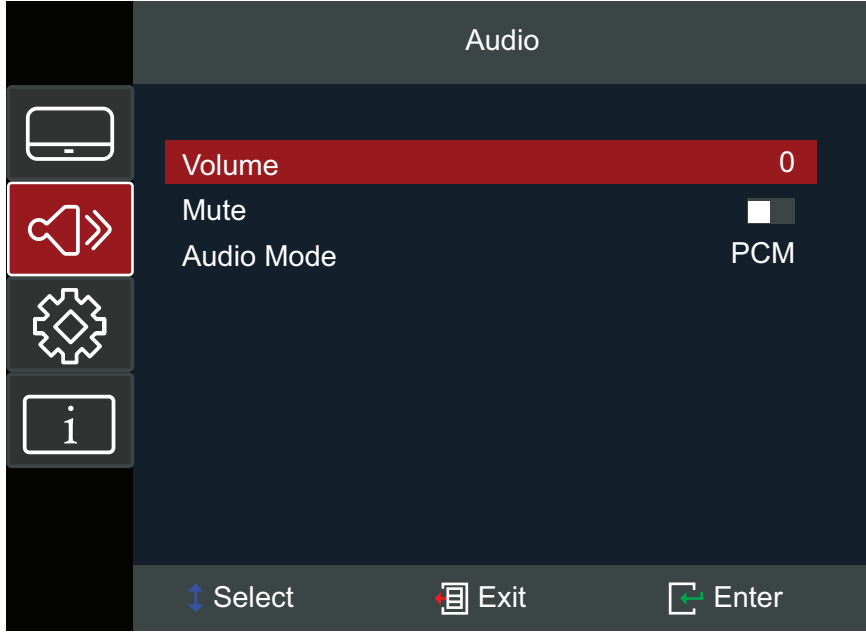 Audio
Volume 0
Mute
Audio Mode PCM
i
Select Exit Enter